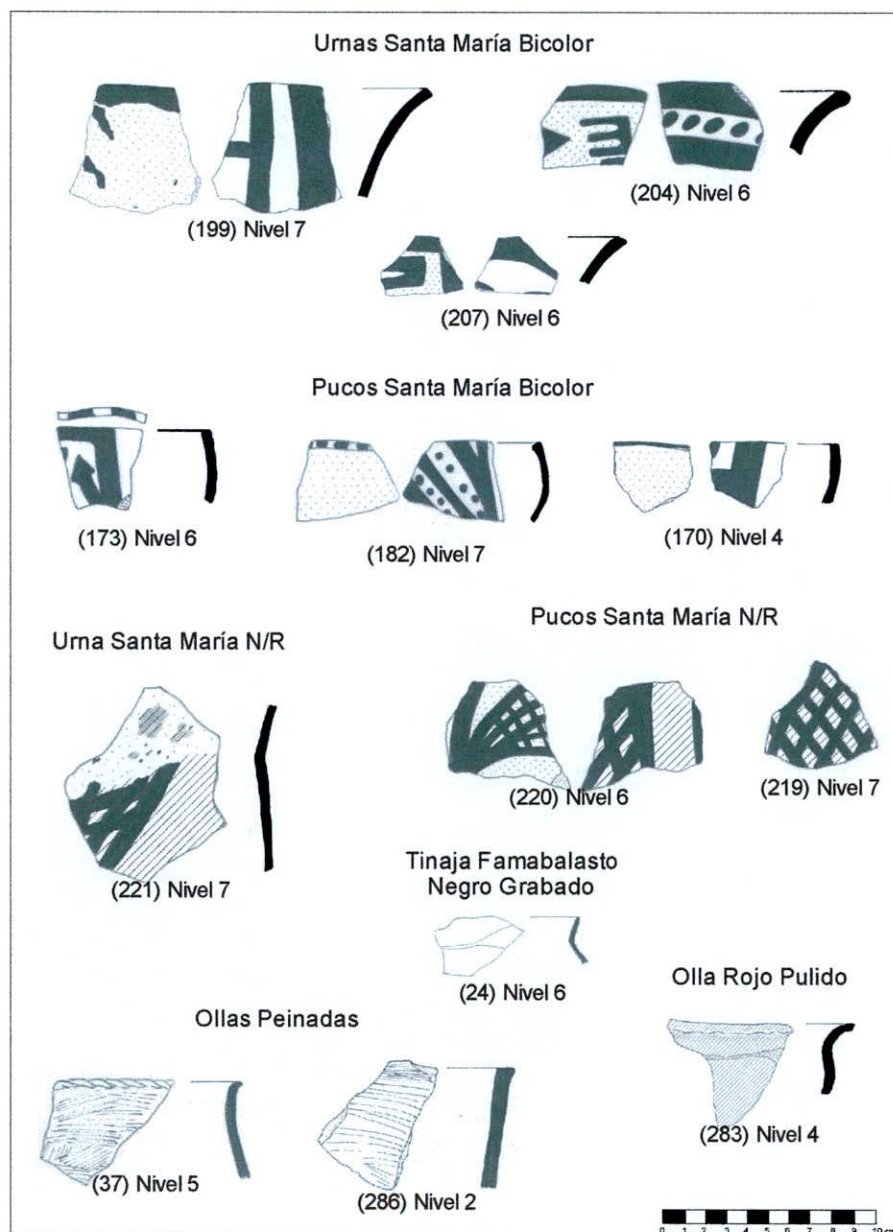 Urnas Santa María Bicolor
(199) Nivel 7
(204) Nivel 6
(207) Nivel 6
Pucos Santa María Bicolor
(173) Nivel 6
(182) Nivel 7
(170) Nivel 4
Urna Santa María N/R
Pucos Santa María N/R
(221) Nivel 7
(220) Nivel 6
(219) Nivel 7
Tinaja Famabalasto
Negro Grabado
(24) Nivel 6
Olla Rojo Pulido
(283) Nivel 4
Ollas Peinadas
(37) Nivel 5
(286) Nivel 2
0 1 2 3 4 5 6 7 8 9 10 cm